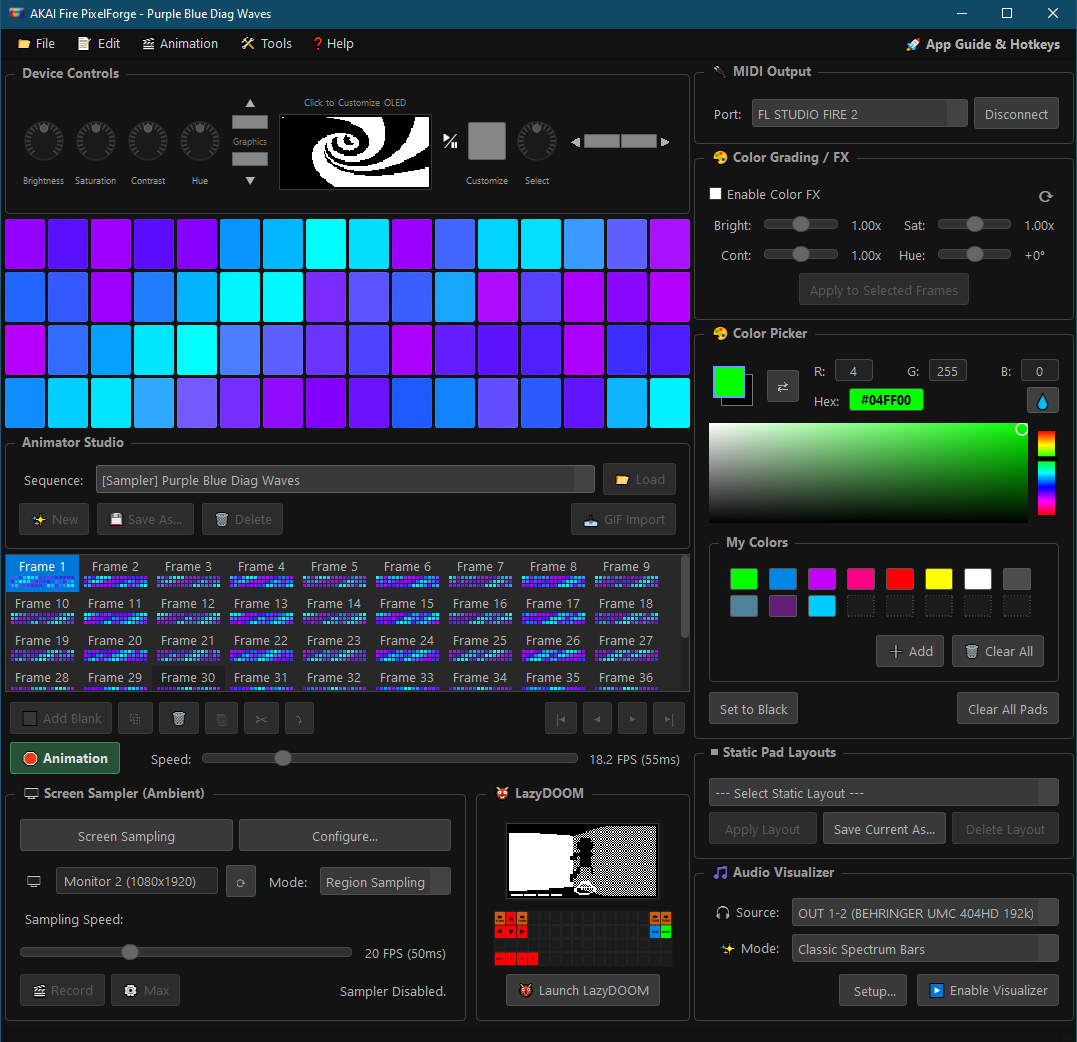 AKAI Fire PixelForge - Purple Blue Diag Waves
File Edit Animation Tools Help
App Guide & Hotkeys
Device Controls
Click to Customize OLED
Graphics
Brightness Saturation Contrast Hue
Customize Select
Animator Studio
Sequence: [Sampler] Purple Blue Diag Waves Load
New Save As... Delete GIF Import
Frame 1 Frame 2 Frame 3 Frame 4 Frame 5 Frame 6 Frame 7 Frame 8 Frame 9
Frame 10 Frame 11 Frame 12 Frame 13 Frame 14 Frame 15 Frame 16 Frame 17 Frame 18
Frame 19 Frame 20 Frame 21 Frame 22 Frame 23 Frame 24 Frame 25 Frame 26 Frame 27
Frame 28 Frame 29 Frame 30 Frame 31 Frame 32 Frame 33 Frame 34 Frame 35 Frame 36
Add Blank
Animation Speed: 18.2 FPS (55ms)
Screen Sampler (Ambient)
Screen Sampling Configure...
Monitor 2 (1080x1920) Mode: Region Sampling
Sampling Speed:
20 FPS (50ms)
Record Max Sampler Disabled.
LazyDOOM
Launch LazyDOOM
MIDI Output
Port: FL STUDIO FIRE 2 Disconnect
Color Grading / FX
Enable Color FX
Bright: 1.00x Sat: 1.00x
Cont: 1.00x Hue: +0°
Apply to Selected Frames
Color Picker
R: 4 G: 255 B: 0
Hex: #04FF00
My Colors
Add Clear All
Set to Black Clear All Pads
Static Pad Layouts
--- Select Static Layout ---
Apply Layout Save Current As... Delete Layout
Audio Visualizer
Source: OUT 1-2 (BEHRINGER UMC 404HD 192k)
Mode: Classic Spectrum Bars
Setup... Enable Visualizer